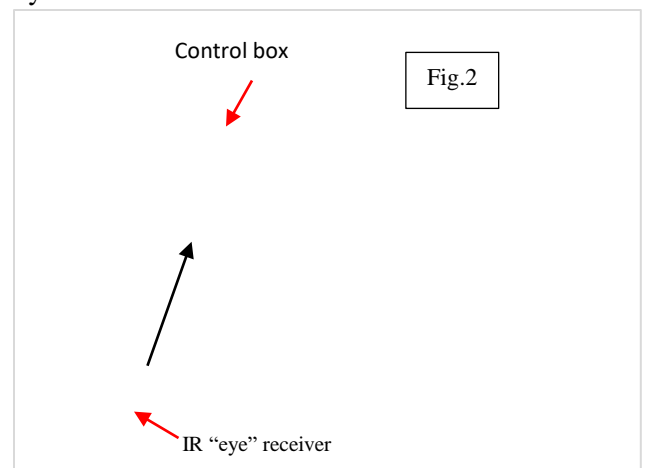 Control box
Fig.2
IR “eye” receiver